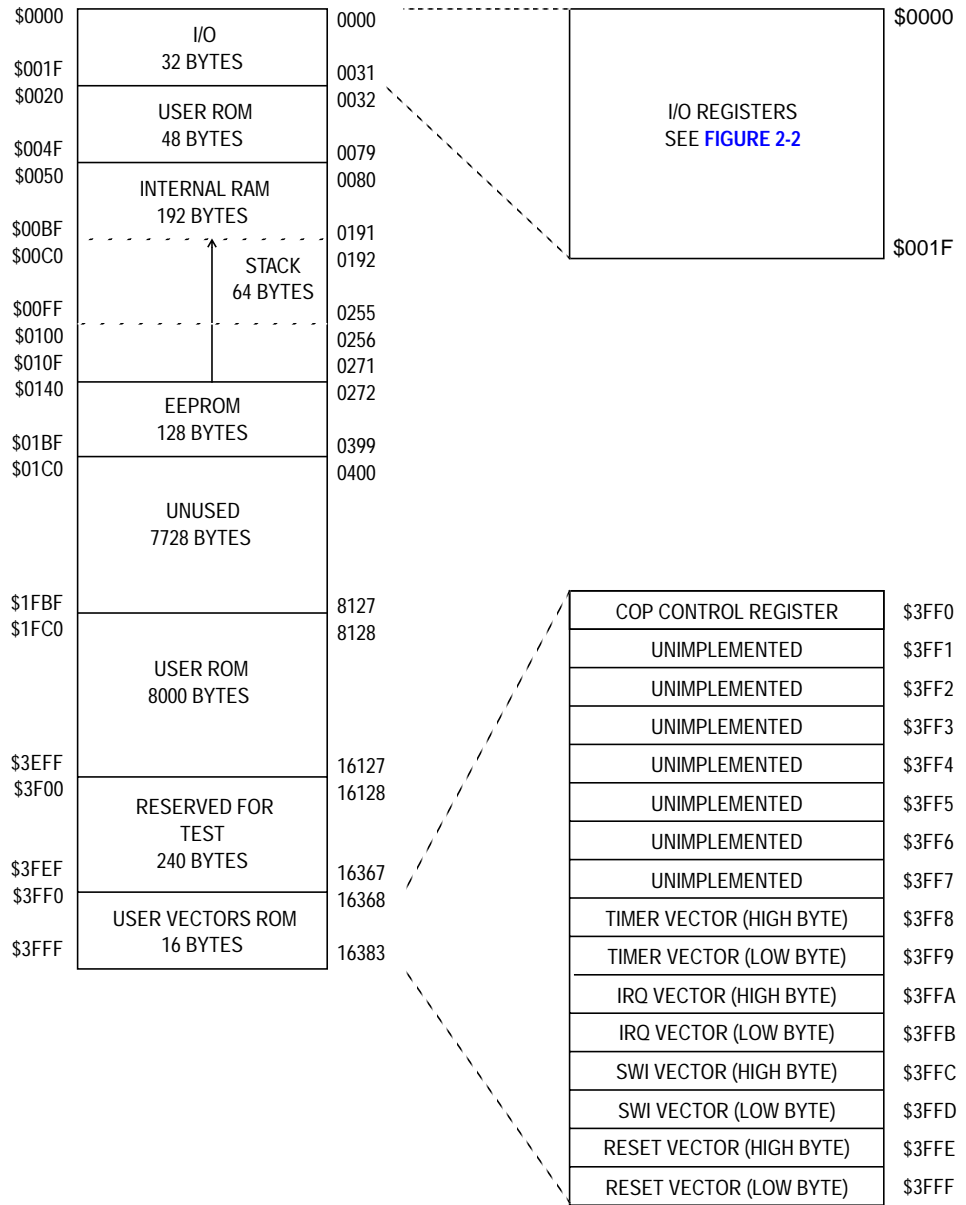 $0000
I/O
32 BYTES
0000
$001F
0031
$0020
0032
USER ROM
48 BYTES
$004F
0079
$0050
0080
INTERNAL RAM
192 BYTES
$00BF
0191
$00C0
0192
STACK
64 BYTES
$00FF
0255
$0100
0256
$010F
0271
$0140
0272
EEPROM
128 BYTES
$01BF
0399
$01C0
0400
UNUSED
7728 BYTES
$1FBF
8127
$1FC0
8128
USER ROM
8000 BYTES
$3EFF
16127
$3F00
16128
RESERVED FOR
TEST
240 BYTES
$3FEF
16367
$3FF0
16368
USER VECTORS ROM
16 BYTES
$3FFF
16383
$0000
I/O REGISTERS
SEE FIGURE 2-2
$001F
COP CONTROL REGISTER $3FF0
UNIMPLEMENTED $3FF1
UNIMPLEMENTED $3FF2
UNIMPLEMENTED $3FF3
UNIMPLEMENTED $3FF4
UNIMPLEMENTED $3FF5
UNIMPLEMENTED $3FF6
UNIMPLEMENTED $3FF7
TIMER VECTOR (HIGH BYTE) $3FF8
TIMER VECTOR (LOW BYTE) $3FF9
IRQ VECTOR (HIGH BYTE) $3FFA
IRQ VECTOR (LOW BYTE) $3FFB
SWI VECTOR (HIGH BYTE) $3FFC
SWI VECTOR (LOW BYTE) $3FFD
RESET VECTOR (HIGH BYTE) $3FFE
RESET VECTOR (LOW BYTE) $3FFF